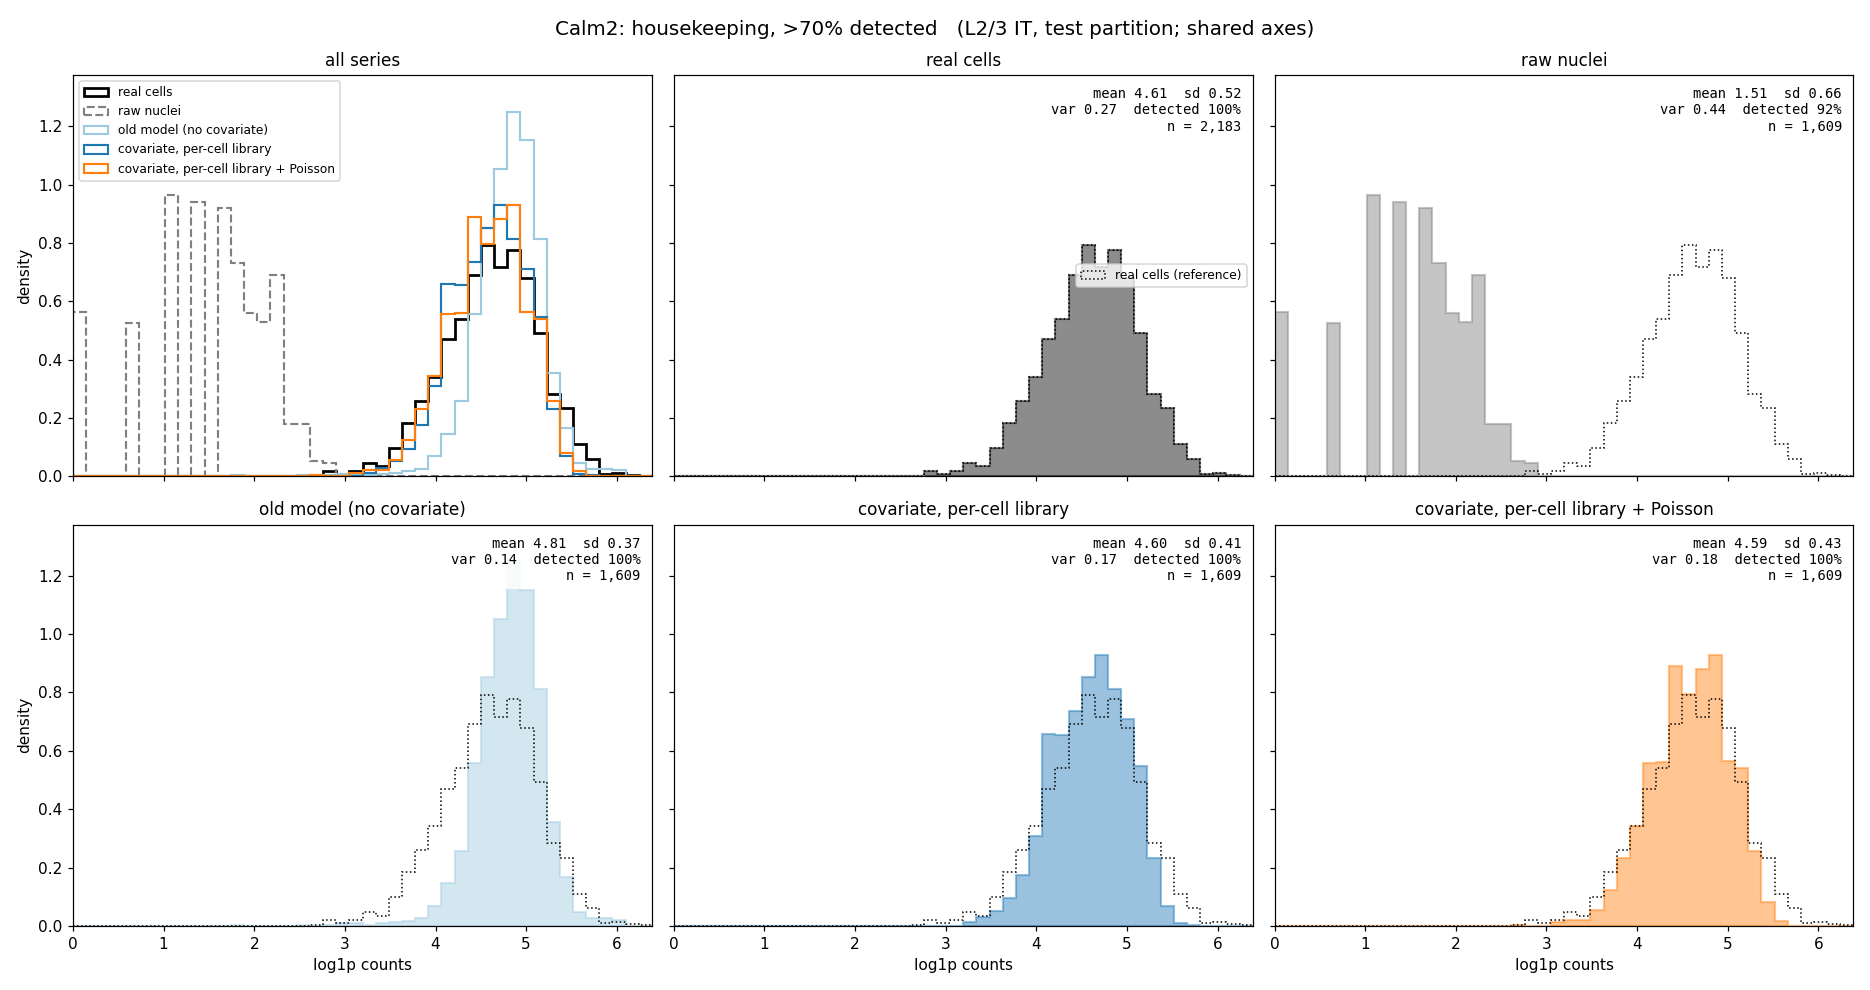 Calm2: housekeeping, >70% detected   (L2/3 IT, test partition; shared axes)
all series
real cells
raw nuclei
old model (no covariate)
covariate, per-cell library
covariate, per-cell library + Poisson
density
0.0
0.2
0.4
0.6
0.8
1.0
1.2
real cells
mean 4.61  sd 0.52
var 0.27  detected 100%
n = 2,183
real cells (reference)
raw nuclei
mean 1.51  sd 0.66
var 0.44  detected 92%
n = 1,609
old model (no covariate)
mean 4.81  sd 0.37
var 0.14  detected 100%
n = 1,609
density
0.0
0.2
0.4
0.6
0.8
1.0
1.2
0 1 2 3 4 5 6
log1p counts
covariate, per-cell library
mean 4.60  sd 0.41
var 0.17  detected 100%
n = 1,609
0 1 2 3 4 5 6
log1p counts
covariate, per-cell library + Poisson
mean 4.59  sd 0.43
var 0.18  detected 100%
n = 1,609
0 1 2 3 4 5 6
log1p counts